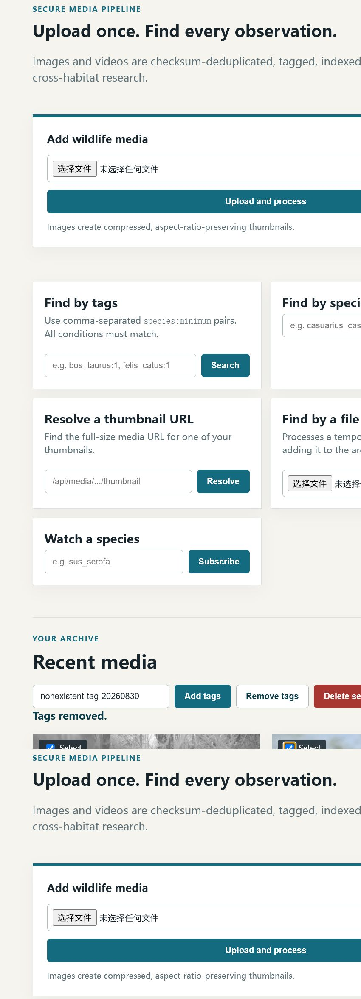 SECURE MEDIA PIPELINE
Upload once. Find every observation.
Images and videos are checksum-deduplicated, tagged, indexed
cross-habitat research.
Add wildlife media
选择文件 未选择任何文件
Upload and process
Images create compressed, aspect-ratio-preserving thumbnails.
Find by tags
Use comma-separated species:minimum pairs.
All conditions must match.
e.g. bos_taurus:1, felis_catus:1
Search
Find by speci
e.g. casuarius_cas
Resolve a thumbnail URL
Find the full-size media URL for one of your
thumbnails.
/api/media/.../thumbnail
Resolve
Find by a file
Processes a tempo
adding it to the ar
选择文件 未选择
Watch a species
e.g. sus_scrofa
Subscribe
YOUR ARCHIVE
Recent media
nonexistent-tag-20260830
Add tags
Remove tags
Delete se
Tags removed.
Select
Select
SECURE MEDIA PIPELINE
Upload once. Find every observation.
Images and videos are checksum-deduplicated, tagged, indexed
cross-habitat research.
Add wildlife media
选择文件 未选择任何文件
Upload and process
Images create compressed, aspect-ratio-preserving thumbnails.